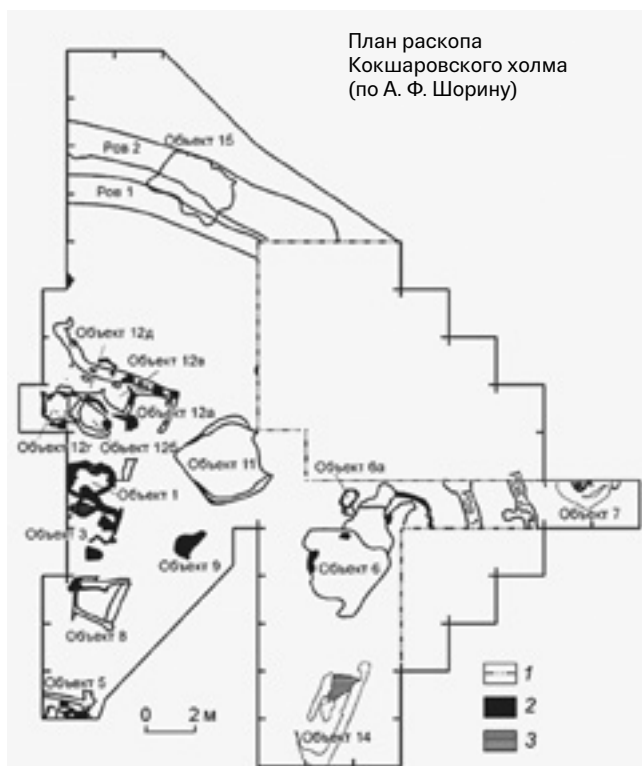 План раскопа
Кокшаровского холма
(по А. Ф. Шорину)
Объект 15
Ров 2
Ров 1
Объект 12д
Объект 12в
Объект 12а
Объект 12г
Объект 12б
Объект 11
Объект 6а
Объект 1
Объект 7
Объект 3
Объект 9
Объект 6
Объект 8
Объект 5
0 2 м
Объект 14
1
2
3